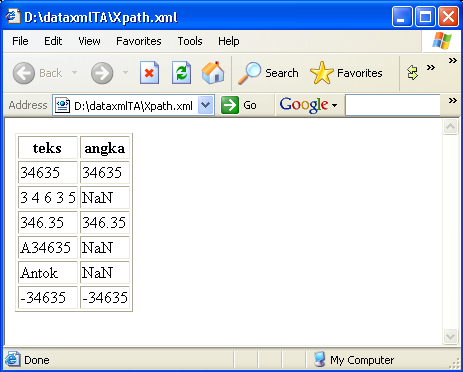 D:\dataxmlTA\Xpath.xml
File Edit View Favorites Tools Help
Back Search Favorites »
Address D:\dataxmlTA\Xpath.xml Go Google »
teks angka
34635 34635
3 4 6 3 5 NaN
346.35 346.35
A34635 NaN
Antok NaN
-34635 -34635
Done My Computer